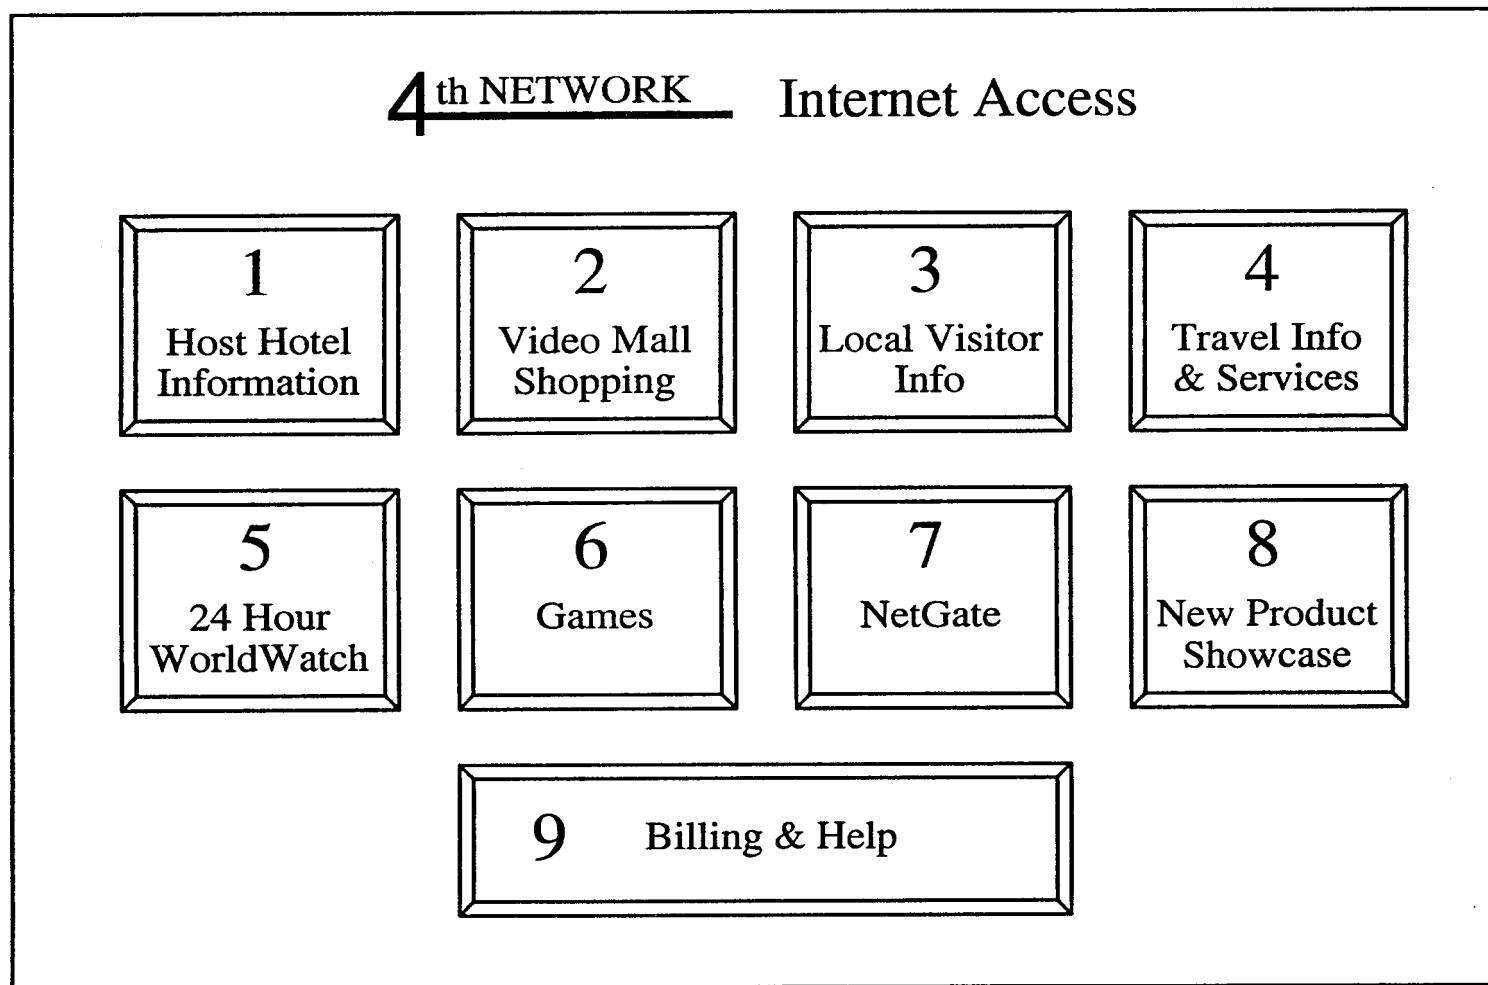 4th NETWORK Internet Access
1
Host Hotel
Information
2
Video Mall
Shopping
3
Local Visitor
Info
4
Travel Info
& Services
5
24 Hour
WorldWatch
6
Games
7
NetGate
8
New Product
Showcase
9 Billing & Help